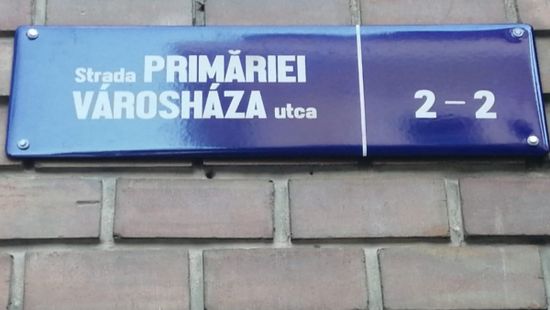 Strada PRIMĂRIEI
VÁROSHÁZA utca
2 – 2